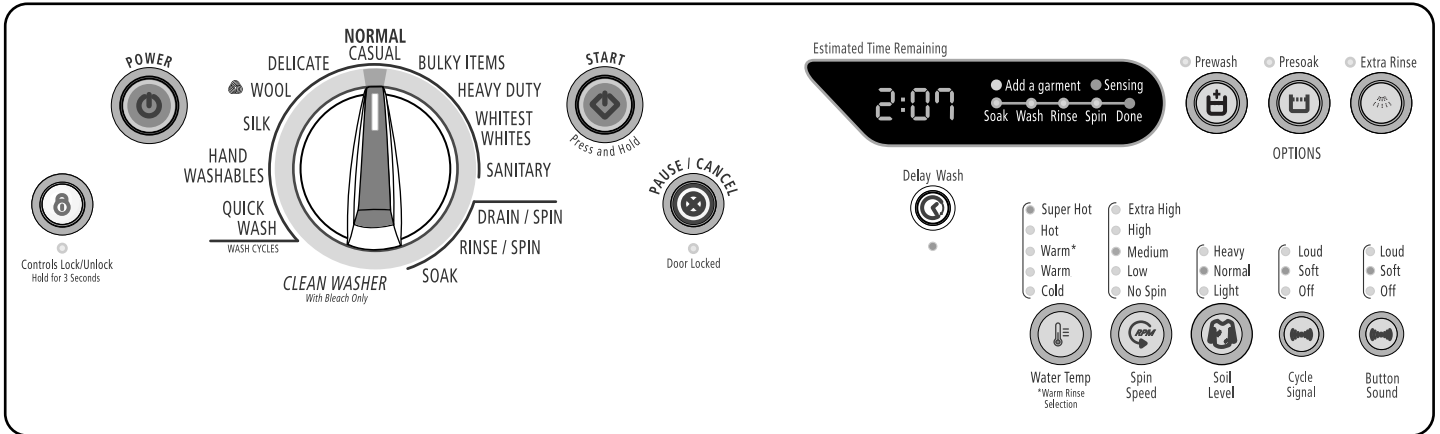 POWER
Controls Lock/Unlock
Hold for 3 Seconds
NORMAL
CASUAL
DELICATE
WOOL
SILK
HAND
WASHABLES
QUICK
WASH
WASH CYCLES
BULKY ITEMS
HEAVY DUTY
WHITEST
WHITES
SANITARY
DRAIN / SPIN
RINSE / SPIN
SOAK
CLEAN WASHER
With Bleach Only
START
Press and Hold
PAUSE / CANCEL
Door Locked
Estimated Time Remaining
2:07
Add a garment Sensing
Soak Wash Rinse Spin Done
Delay Wash
Prewash
Presoak
Extra Rinse
OPTIONS
Super Hot
Hot
Warm*
Warm
Cold
Water Temp
*Warm Rinse
Selection
Extra High
High
Medium
Low
No Spin
RPM
Spin
Speed
Heavy
Normal
Light
Soil
Level
Loud
Soft
Off
Cycle
Signal
Loud
Soft
Off
Button
Sound